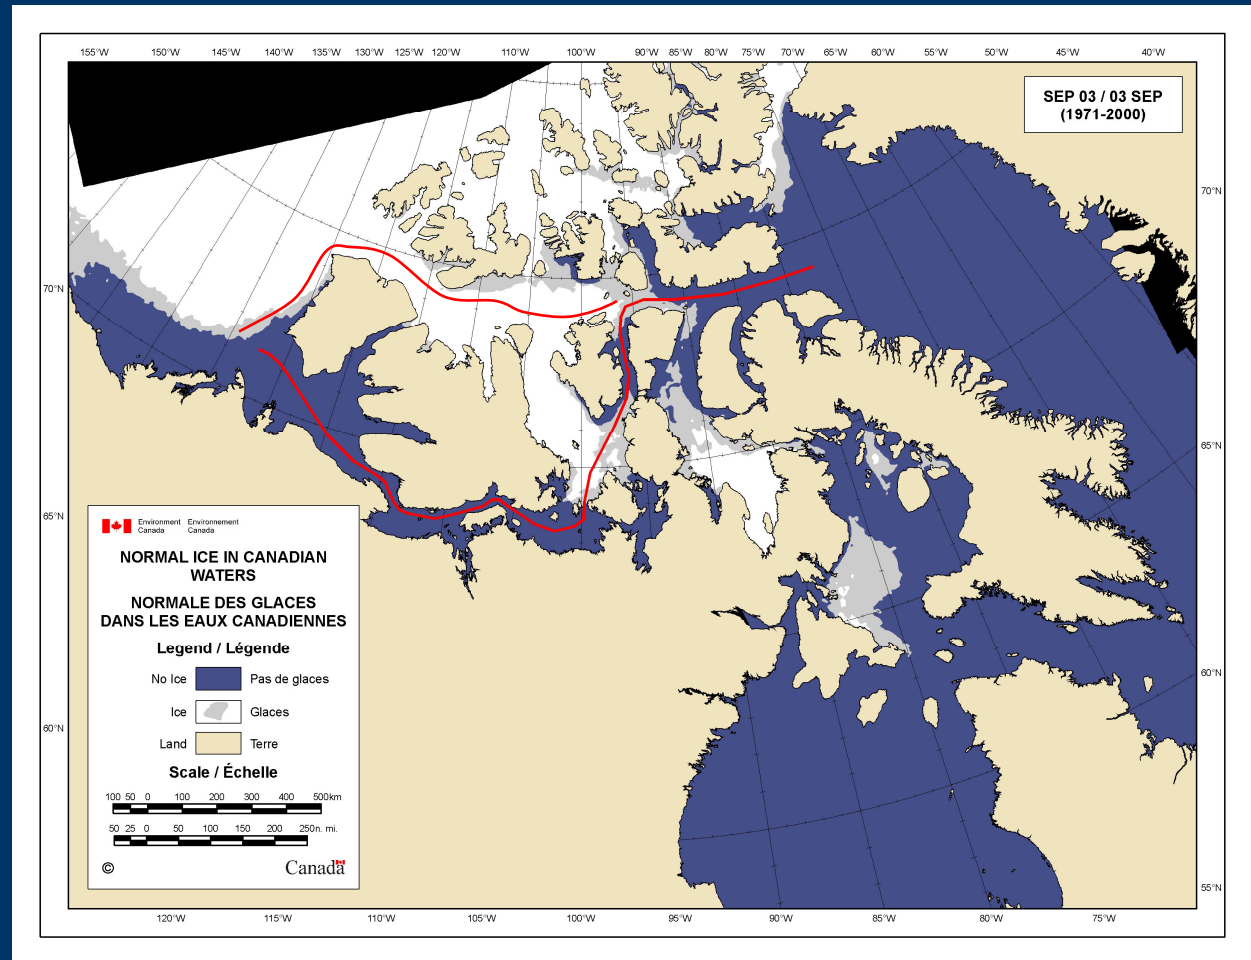 155°W 150°W 145°W 140°W 135°W 130°W 125°W 120°W 110°W 100°W 90°W 85°W 80°W 75°W 70°W 65°W 60°W 55°W 50°W 45°W 40°W
SEP 03 / 03 SEP
(1971-2000)
70°N
70°N
65°N
65°N
Environment Environnement
Canada Canada
NORMAL ICE IN CANADIAN
WATERS
NORMALE DES GLACES
DANS LES EAUX CANADIENNES
Legend / Légende
No Ice Pas de glaces
Ice Glaces
Land Terre
60°N
60°N
Scale / Échelle
100 50 0 100 200 300 400 500km
50 25 0 50 100 150 200 250n. mi.
© Canada
55°N
120°W 115°W 110°W 105°W 100°W 95°W 90°W 85°W 80°W 75°W